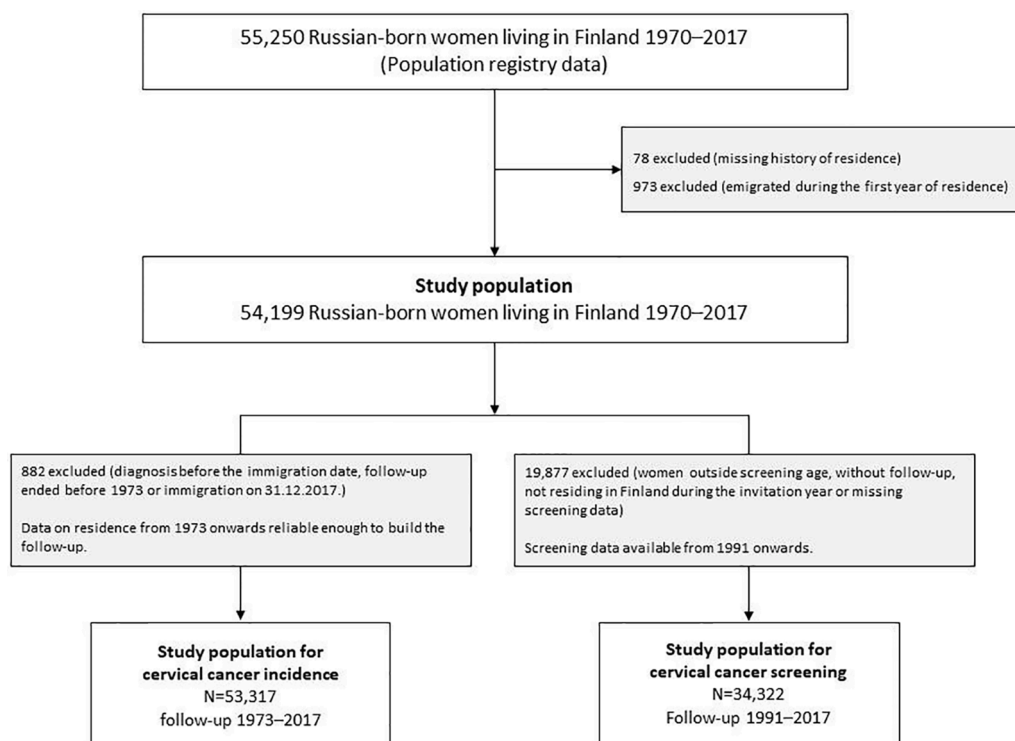 55,250 Russian-born women living in Finland 1970–2017
(Population registry data)
78 excluded (missing history of residence)
973 excluded (emigrated during the first year of residence)
Study population
54,199 Russian-born women living in Finland 1970–2017
882 excluded (diagnosis before the immigration date, follow-up
ended before 1973 or immigration on 31.12.2017.)
Data on residence from 1973 onwards reliable enough to build the
follow-up.
19,877 excluded (women outside screening age, without follow-up,
not residing in Finland during the invitation year or missing
screening data)
Screening data available from 1991 onwards.
Study population for
cervical cancer incidence
N=53,317
follow-up 1973–2017
Study population for
cervical cancer screening
N=34,322
Follow-up 1991–2017